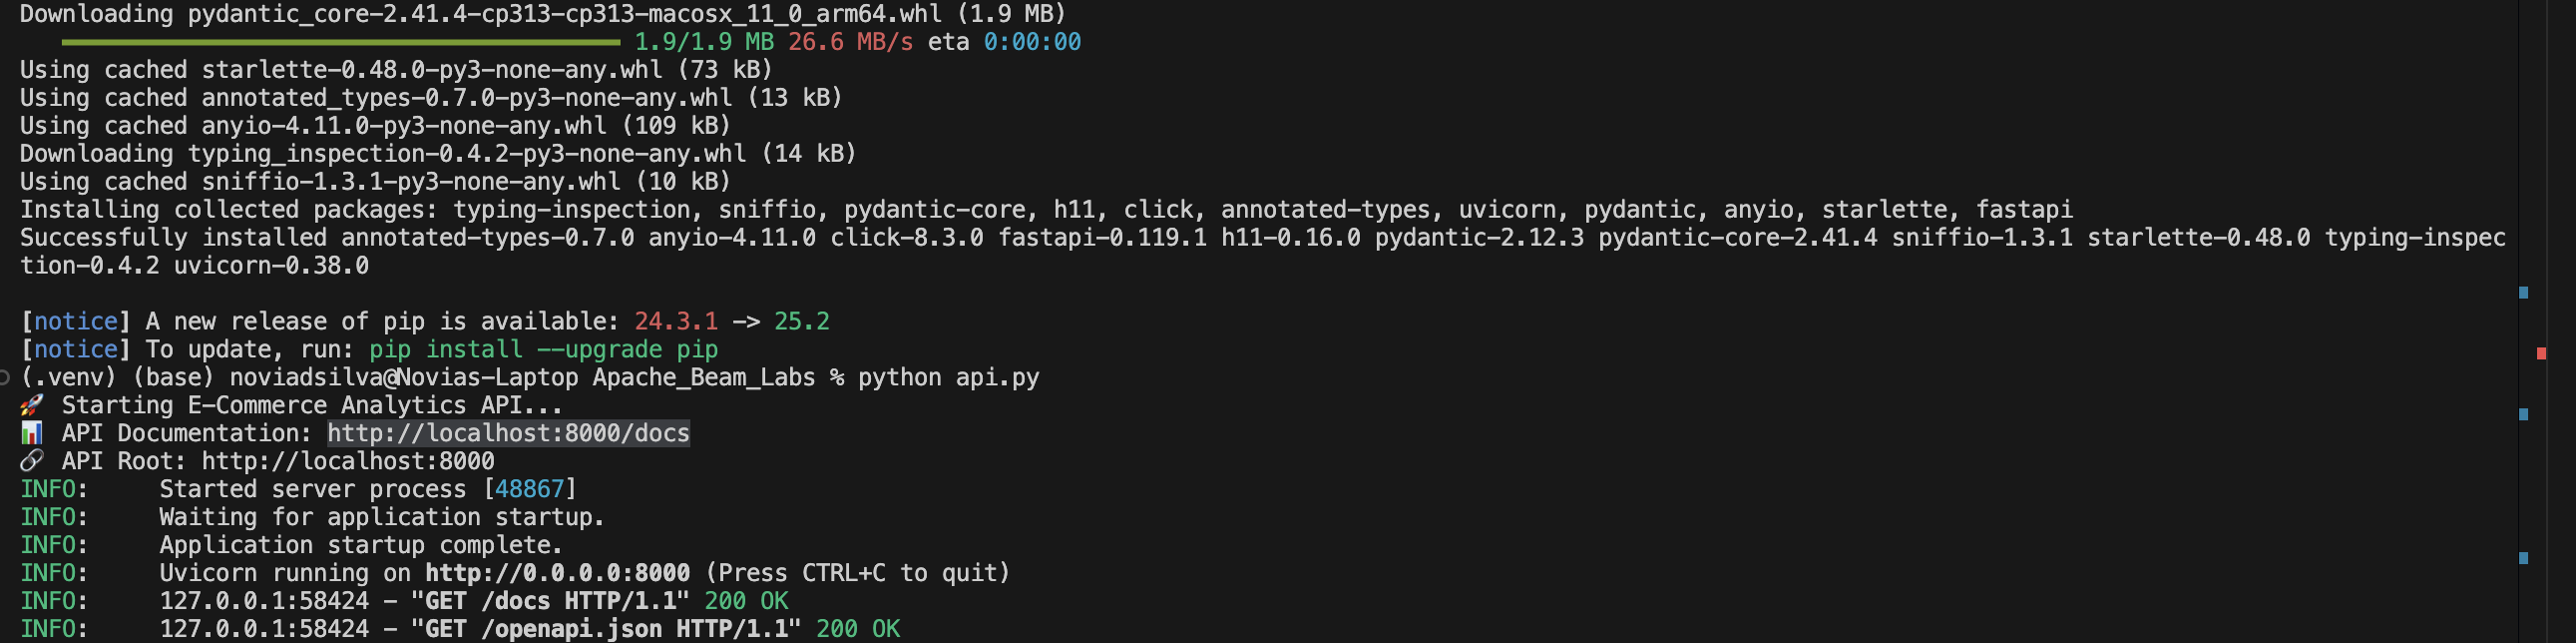 Downloading pydantic_core-2.41.4-cp313-cp313-macosx_11_0_arm64.whl (1.9 MB)
1.9/1.9 MB 26.6 MB/s eta 0:00:00
Using cached starlette-0.48.0-py3-none-any.whl (73 kB)
Using cached annotated_types-0.7.0-py3-none-any.whl (13 kB)
Using cached anyio-4.11.0-py3-none-any.whl (109 kB)
Downloading typing_inspection-0.4.2-py3-none-any.whl (14 kB)
Using cached sniffio-1.3.1-py3-none-any.whl (10 kB)
Installing collected packages: typing-inspection, sniffio, pydantic-core, h11, click, annotated-types, uvicorn, pydantic, anyio, starlette, fastapi
Successfully installed annotated-types-0.7.0 anyio-4.11.0 click-8.3.0 fastapi-0.119.1 h11-0.16.0 pydantic-2.12.3 pydantic-core-2.41.4 sniffio-1.3.1 starlette-0.48.0 typing-inspec
tion-0.4.2 uvicorn-0.38.0
[notice] A new release of pip is available: 24.3.1 -> 25.2
[notice] To update, run: pip install --upgrade pip
(.venv) (base) noviadsilva@Novias-Laptop Apache_Beam_Labs % python api.py
🚀 Starting E-Commerce Analytics API...
📊 API Documentation: http://localhost:8000/docs
🔗 API Root: http://localhost:8000
INFO:     Started server process [48867]
INFO:     Waiting for application startup.
INFO:     Application startup complete.
INFO:     Uvicorn running on http://0.0.0.0:8000 (Press CTRL+C to quit)
INFO:     127.0.0.1:58424 - "GET /docs HTTP/1.1" 200 OK
INFO:     127.0.0.1:58424 - "GET /openapi.json HTTP/1.1" 200 OK